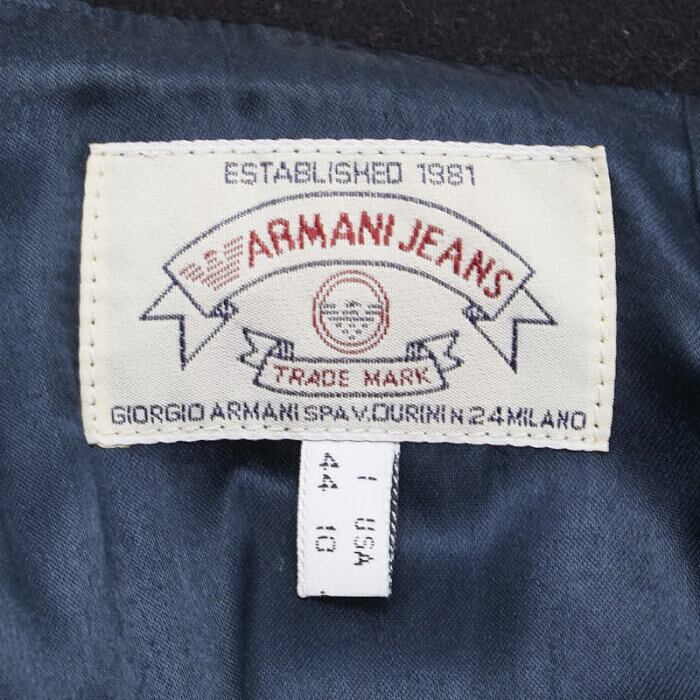 ESTABLISHED 1981
ARMANI JEANS
TRADE MARK
GIORGIO ARMANI SPA V. DURINI N 24 MILANO
I USA
44 10